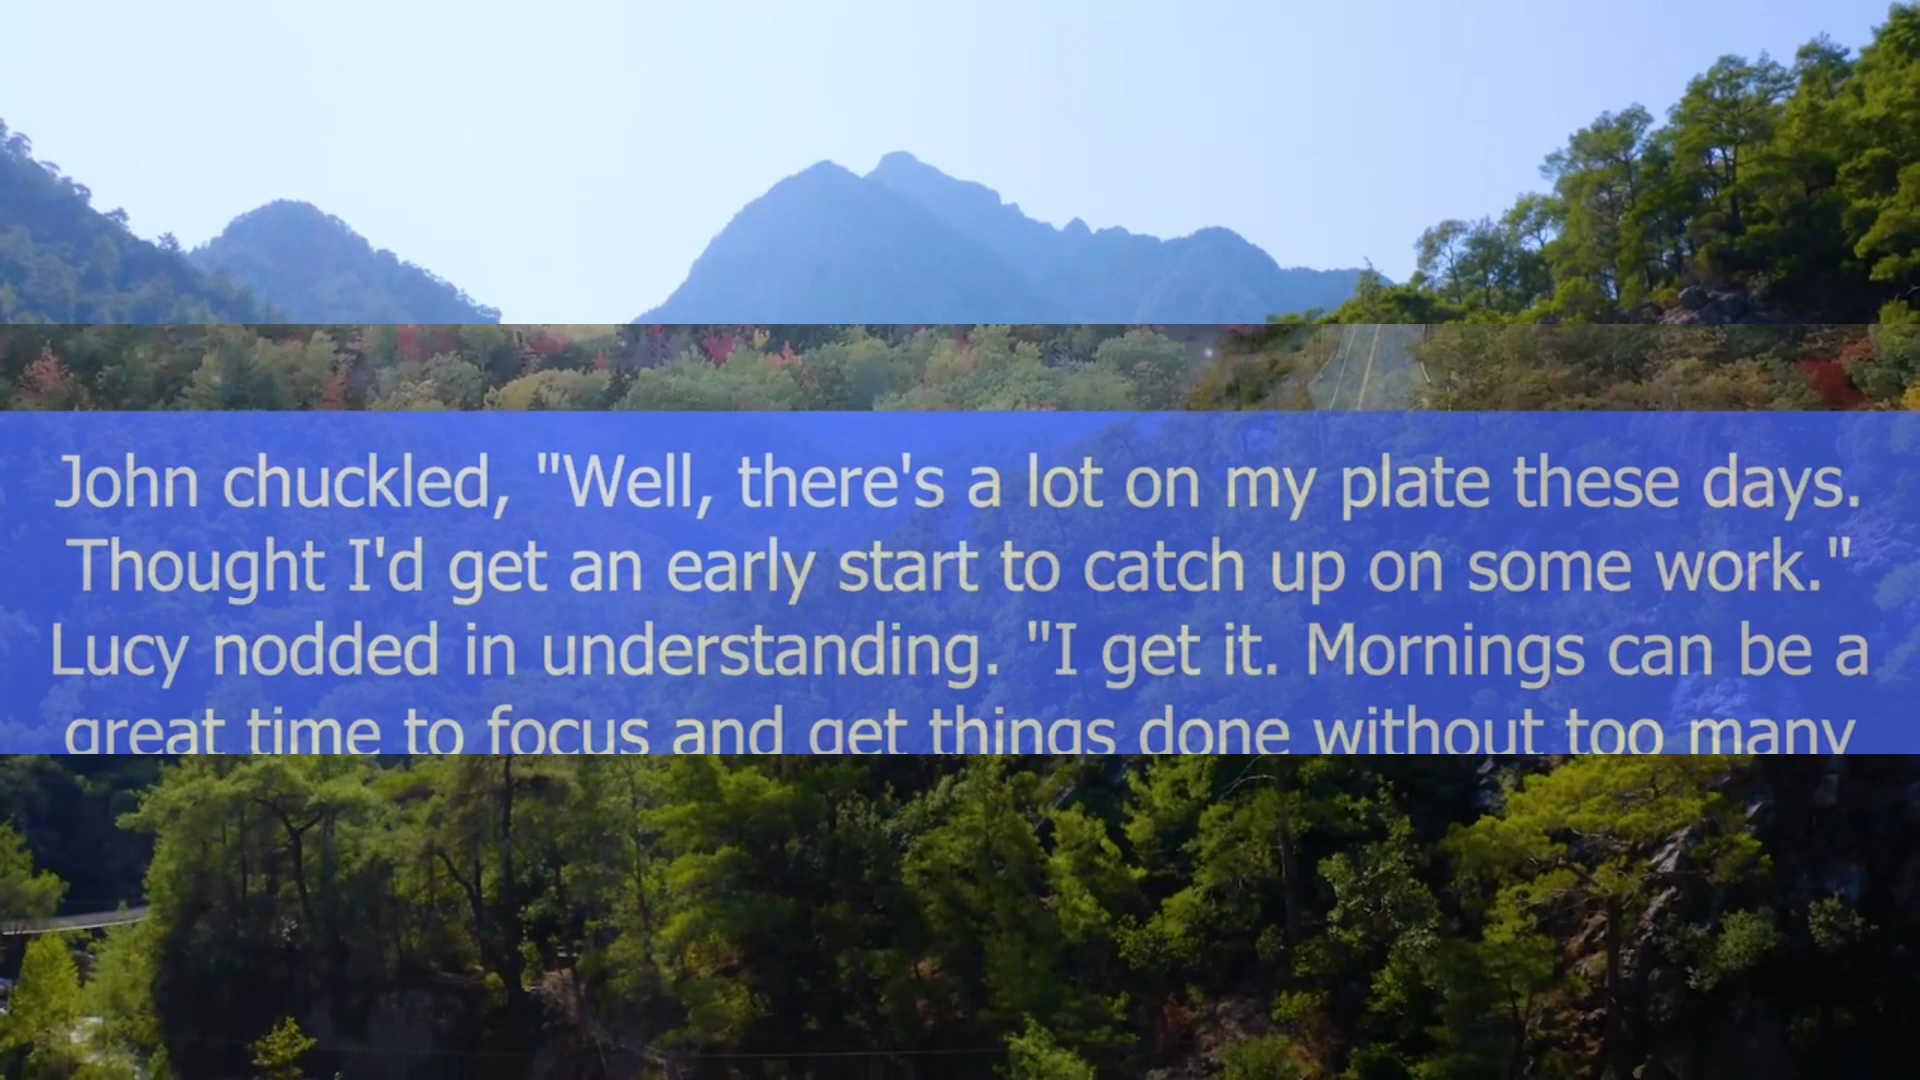 John chuckled, "Well, there's a lot on my plate these days.
Thought I'd get an early start to catch up on some work."
Lucy nodded in understanding. "I get it. Mornings can be a
great time to focus and get things done without too many